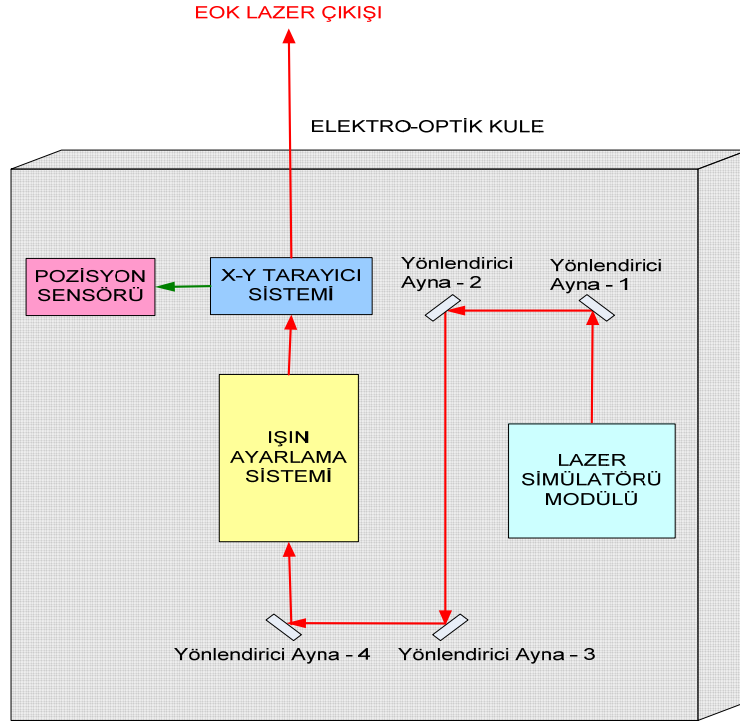 EOK LAZER ÇIKIŞI
ELEKTRO-OPTİK KULE
POZİSYON
SENSÖRÜ
X-Y TARAYICI
SİSTEMİ
Yönlendirici
Ayna - 2
Yönlendirici
Ayna - 1
IŞIN
AYARLAMA
SİSTEMİ
LAZER
SİMÜLATÖRÜ
MODÜLÜ
Yönlendirici Ayna - 4
Yönlendirici Ayna - 3